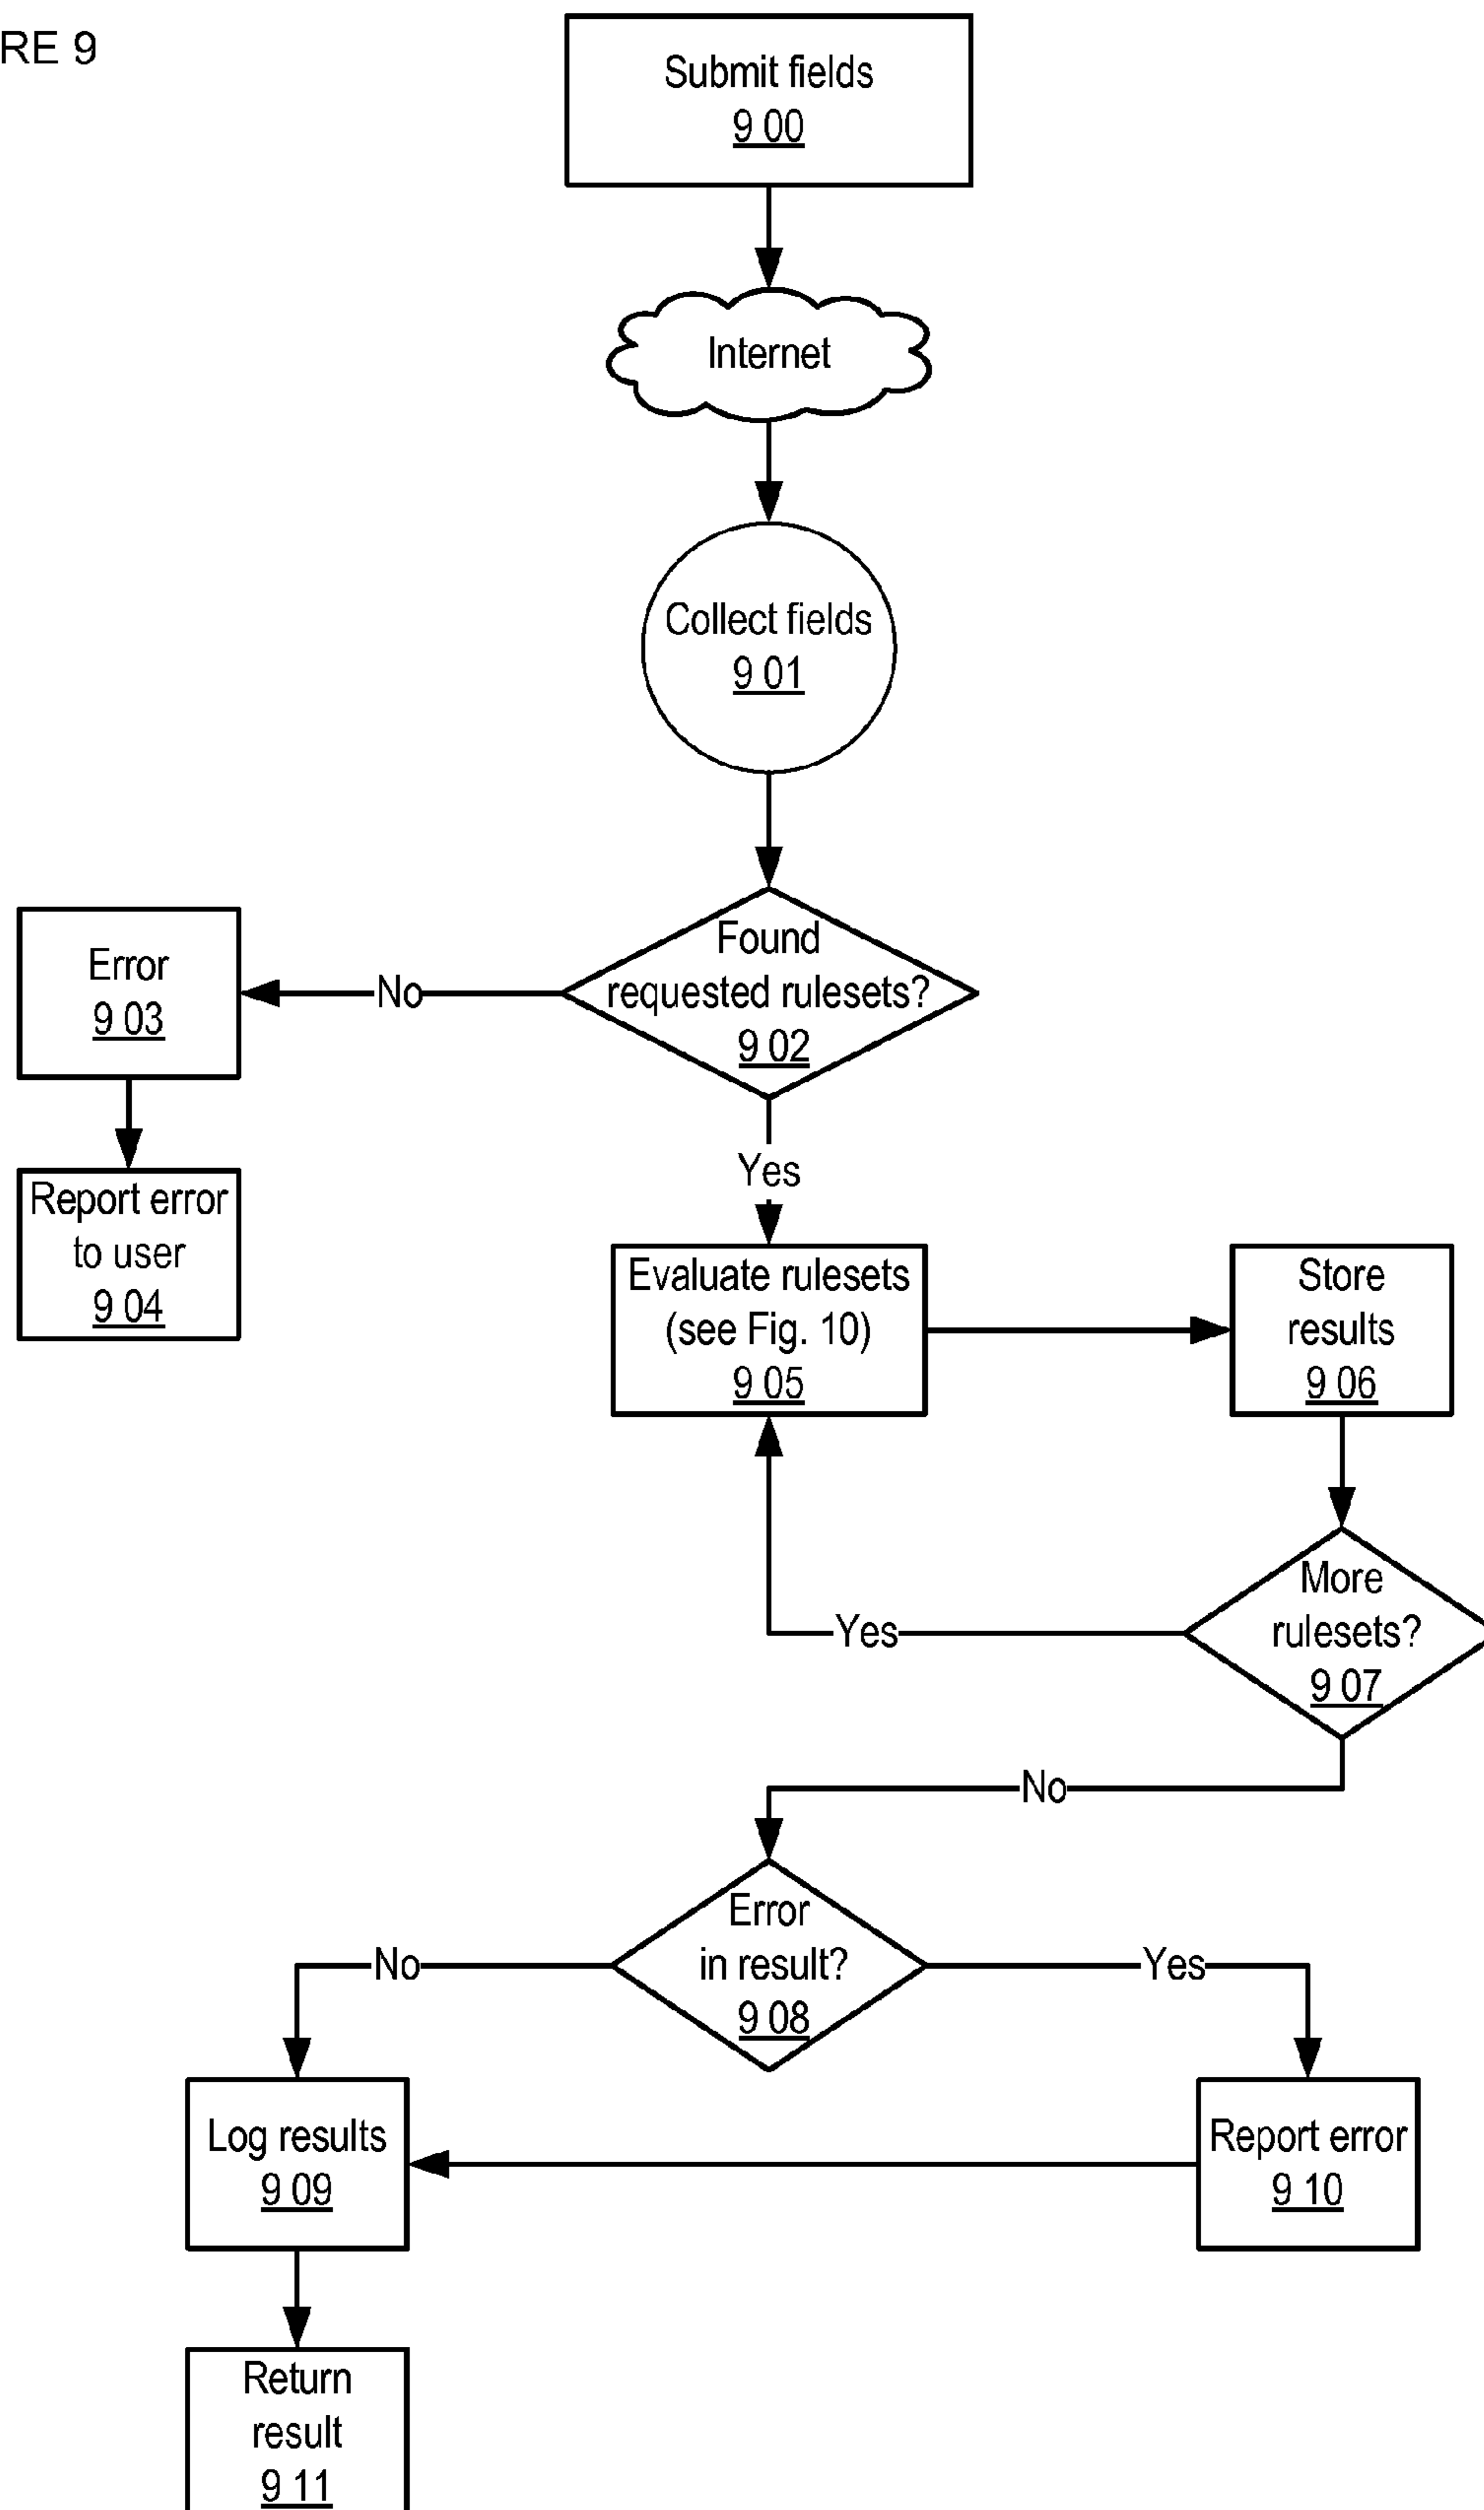 RE 9
Submit fields
9 00
Internet
Collect fields
9 01
Found
requested rulesets?
9 02
No
Error
9 03
Report error
to user
9 04
Yes
Evaluate rulesets
(see Fig. 10)
9 05
Store
results
9 06
More
rulesets?
9 07
Yes
No
Error
in result?
9 08
No
Yes
Log results
9 09
Report error
9 10
Return
result
9 11